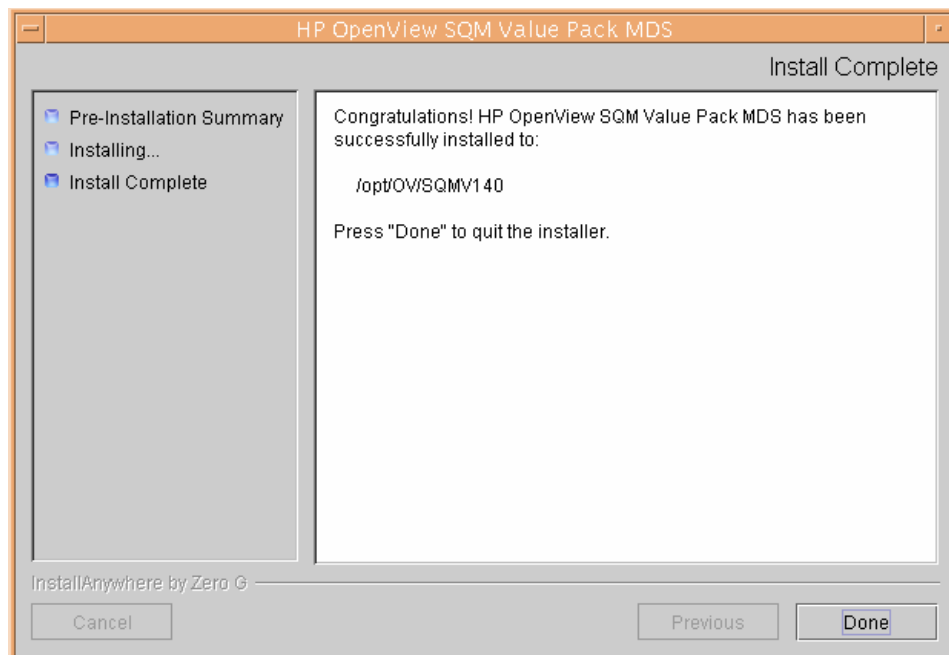 HP OpenView SQM Value Pack MDS
Install Complete
Pre-Installation Summary
Installing...
Install Complete
Congratulations! HP OpenView SQM Value Pack MDS has been
successfully installed to:
/opt/OV/SQMV140
Press "Done" to quit the installer.
InstallAnywhere by Zero G
Cancel
Previous
Done